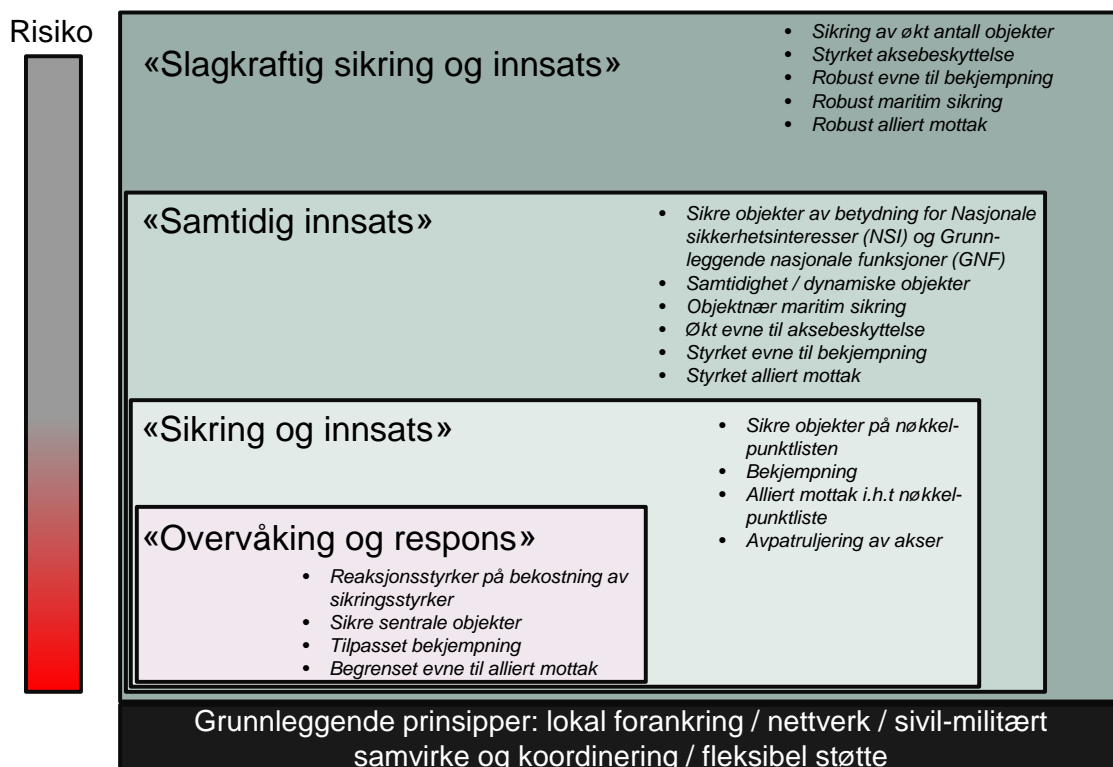 Risiko
«Slagkraftig sikring og innsats»
• Sikring av økt antall objekter
• Styrket aksebeskyttelse
• Robust evne til bekjempning
• Robust maritim sikring
• Robust alliert mottak
«Samtidig innsats»
• Sikre objekter av betydning for Nasjonale
sikkerhetsinteresser (NSI) og Grunn-
leggende nasjonale funksjoner (GNF)
• Samtidighet / dynamiske objekter
• Objektnær maritim sikring
• Økt evne til aksebeskyttelse
• Styrket evne til bekjempning
• Styrket alliert mottak
«Sikring og innsats»
• Sikre objekter på nøkkel-
punktlisten
• Bekjempning
• Alliert mottak i.h.t nøkkel-
punktliste
• Avpatruljering av akser
«Overvåking og respons»
• Reaksjonsstyrker på bekostning av
sikringsstyrker
• Sikre sentrale objekter
• Tilpasset bekjempning
• Begrenset evne til alliert mottak
Grunnleggende prinsipper: lokal forankring / nettverk / sivil-militært
samvirke og koordinering / fleksibel støtte